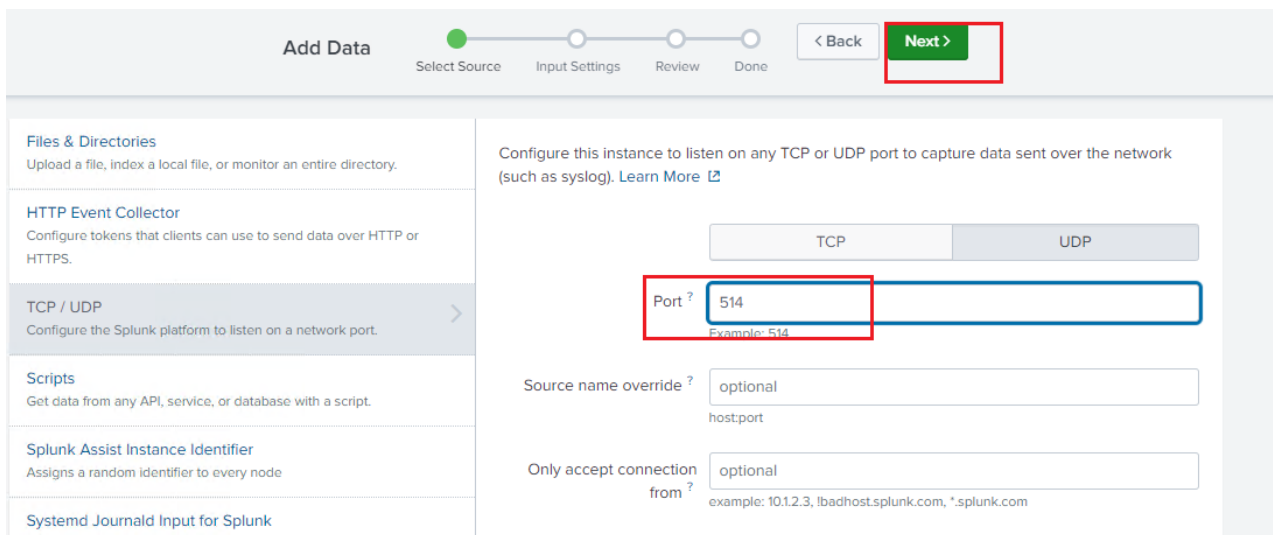 Add Data
Select Source
Input Settings
Review
Done
< Back
Next >
Files & Directories
Upload a file, index a local file, or monitor an entire directory.
HTTP Event Collector
Configure tokens that clients can use to send data over HTTP or
HTTPS.
TCP / UDP
Configure the Splunk platform to listen on a network port.
Scripts
Get data from any API, service, or database with a script.
Splunk Assist Instance Identifier
Assigns a random identifier to every node
Systemd Journald Input for Splunk
Configure this instance to listen on any TCP or UDP port to capture data sent over the network
(such as syslog). Learn More
TCP
UDP
Port ?
514
Example: 514
Source name override ?
optional
host:port
Only accept connection
from ?
optional
example: 10.1.2.3, !badhost.splunk.com, *.splunk.com